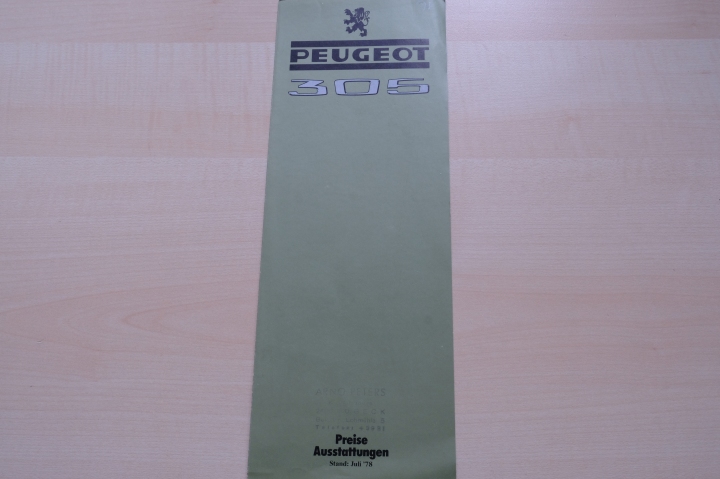 PEUGEOT
305
Preise
Ausstattungen
Stand: Juli '78